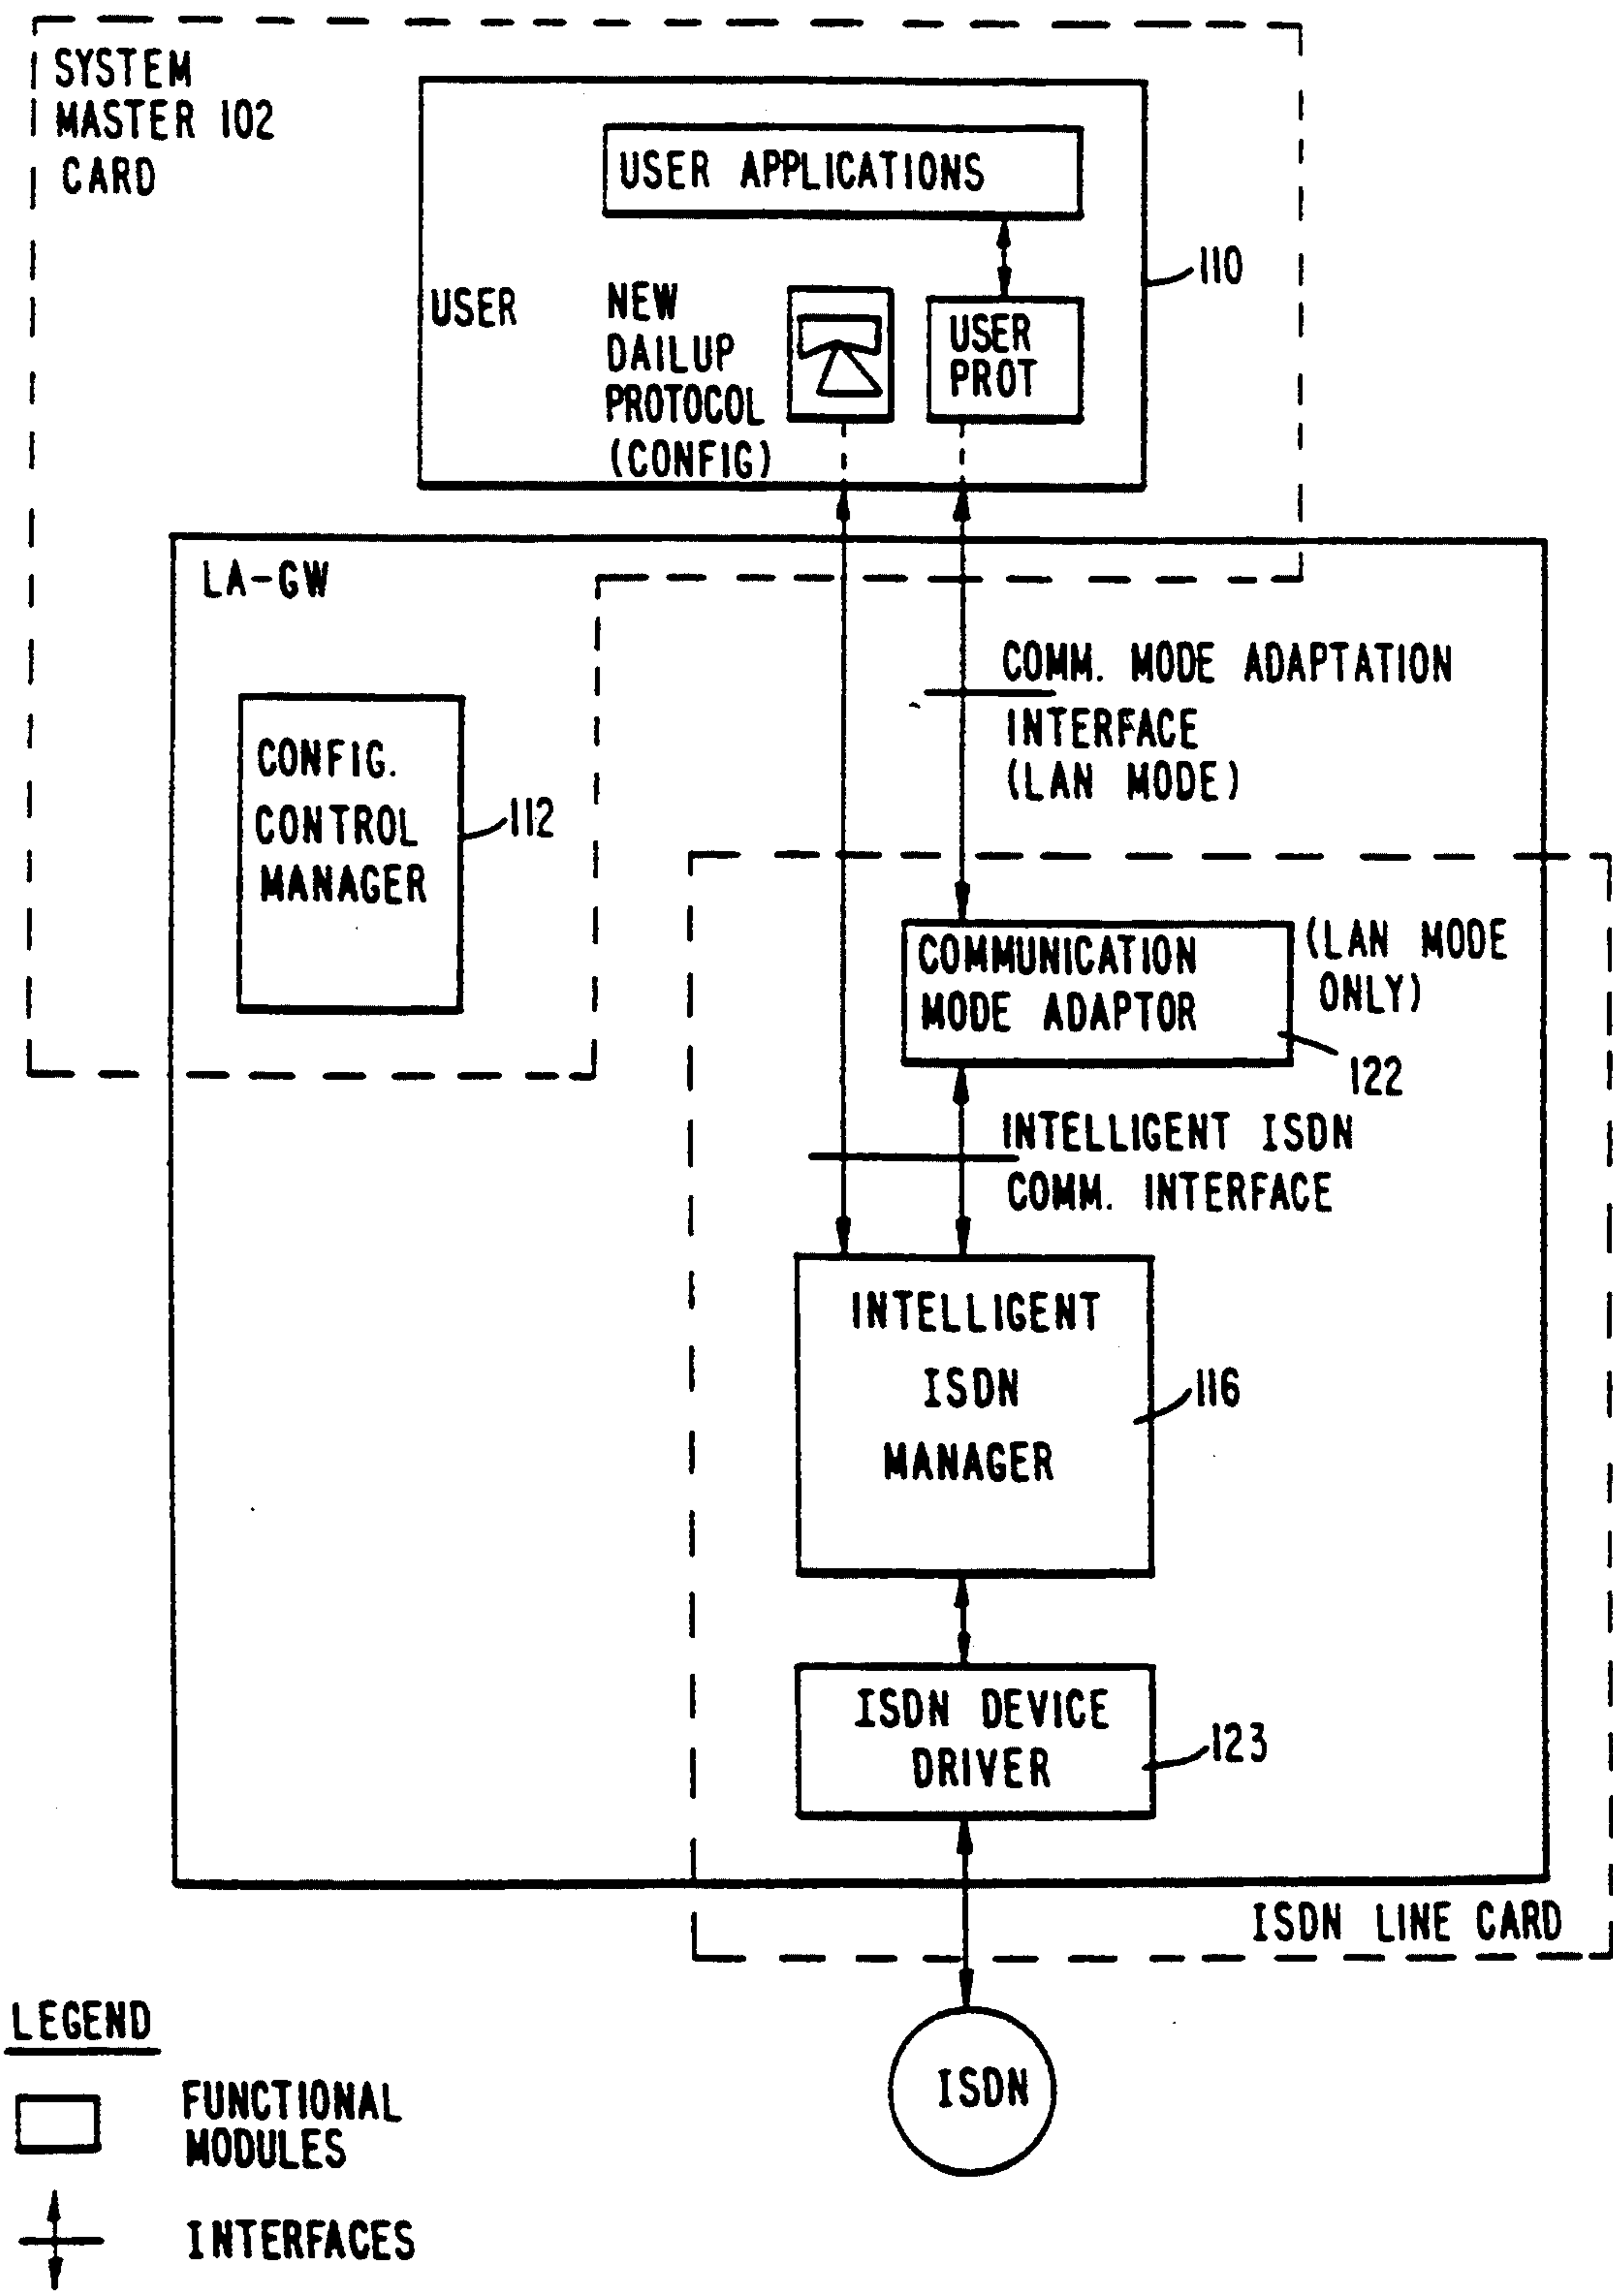 SYSTEM
MASTER 102
CARD
USER APPLICATIONS
110
USER
NEW
DAILUP
PROTOCOL
(CONFIG)
USER
PROT
LA-GW
COMM. MODE ADAPTATION
INTERFACE
(LAN MODE)
CONFIG.
CONTROL
MANAGER
112
COMMUNICATION
MODE ADAPTOR
(LAN MODE
ONLY)
122
INTELLIGENT ISDN
COMM. INTERFACE
INTELLIGENT
ISDN
MANAGER
116
ISDN DEVICE
DRIVER
123
ISDN LINE CARD
ISDN
LEGEND
FUNCTIONAL
MODULES
INTERFACES